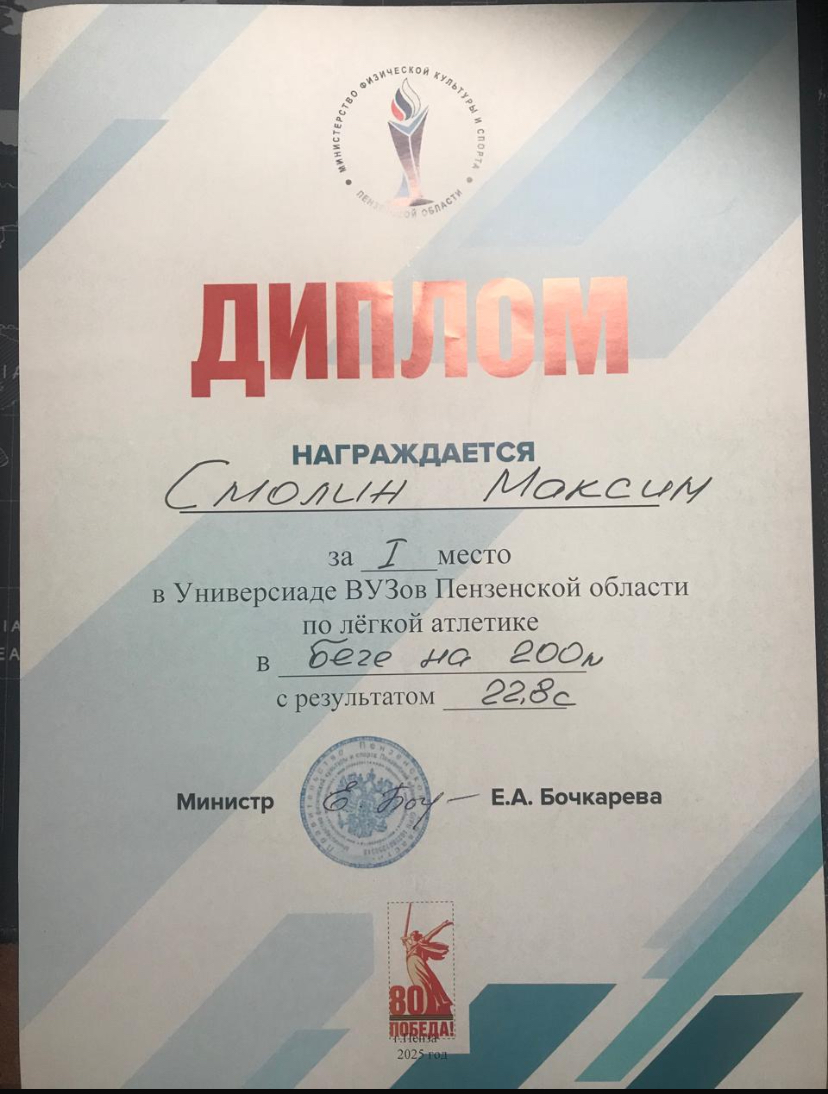 МИНИСТЕРСТВО ФИЗИЧЕСКОЙ КУЛЬТУРЫ И СПОРТА
ПЕНЗЕНСКОЙ ОБЛАСТИ
ДИПЛОМ
НАГРАЖДАЕТСЯ
Смолин Максим
за I место
в Универсиаде ВУЗов Пензенской области
по лёгкой атлетике
в беге на 200м
с результатом 22,8с
Министр Е.А. Бочкарева
80
ПОБЕДА!
г.Пенза
2025 год